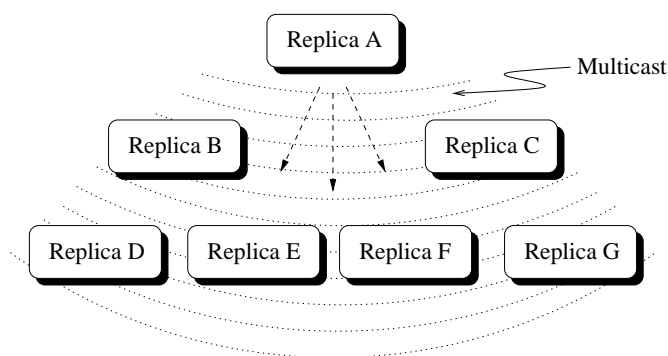 Replica A
Multicast
Replica B
Replica C
Replica D
Replica E
Replica F
Replica G